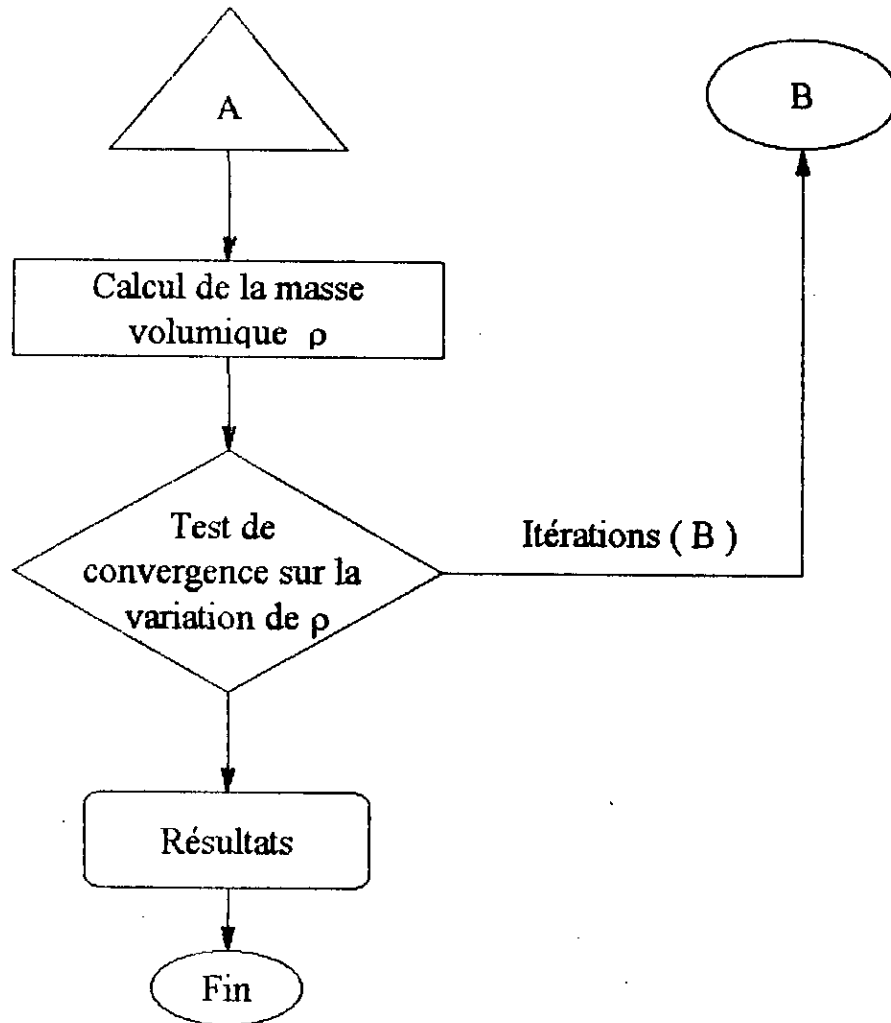 A
B
Calcul de la masse
volumique ρ
Test de
convergence sur la
variation de ρ
Itérations ( B )
Résultats
Fin